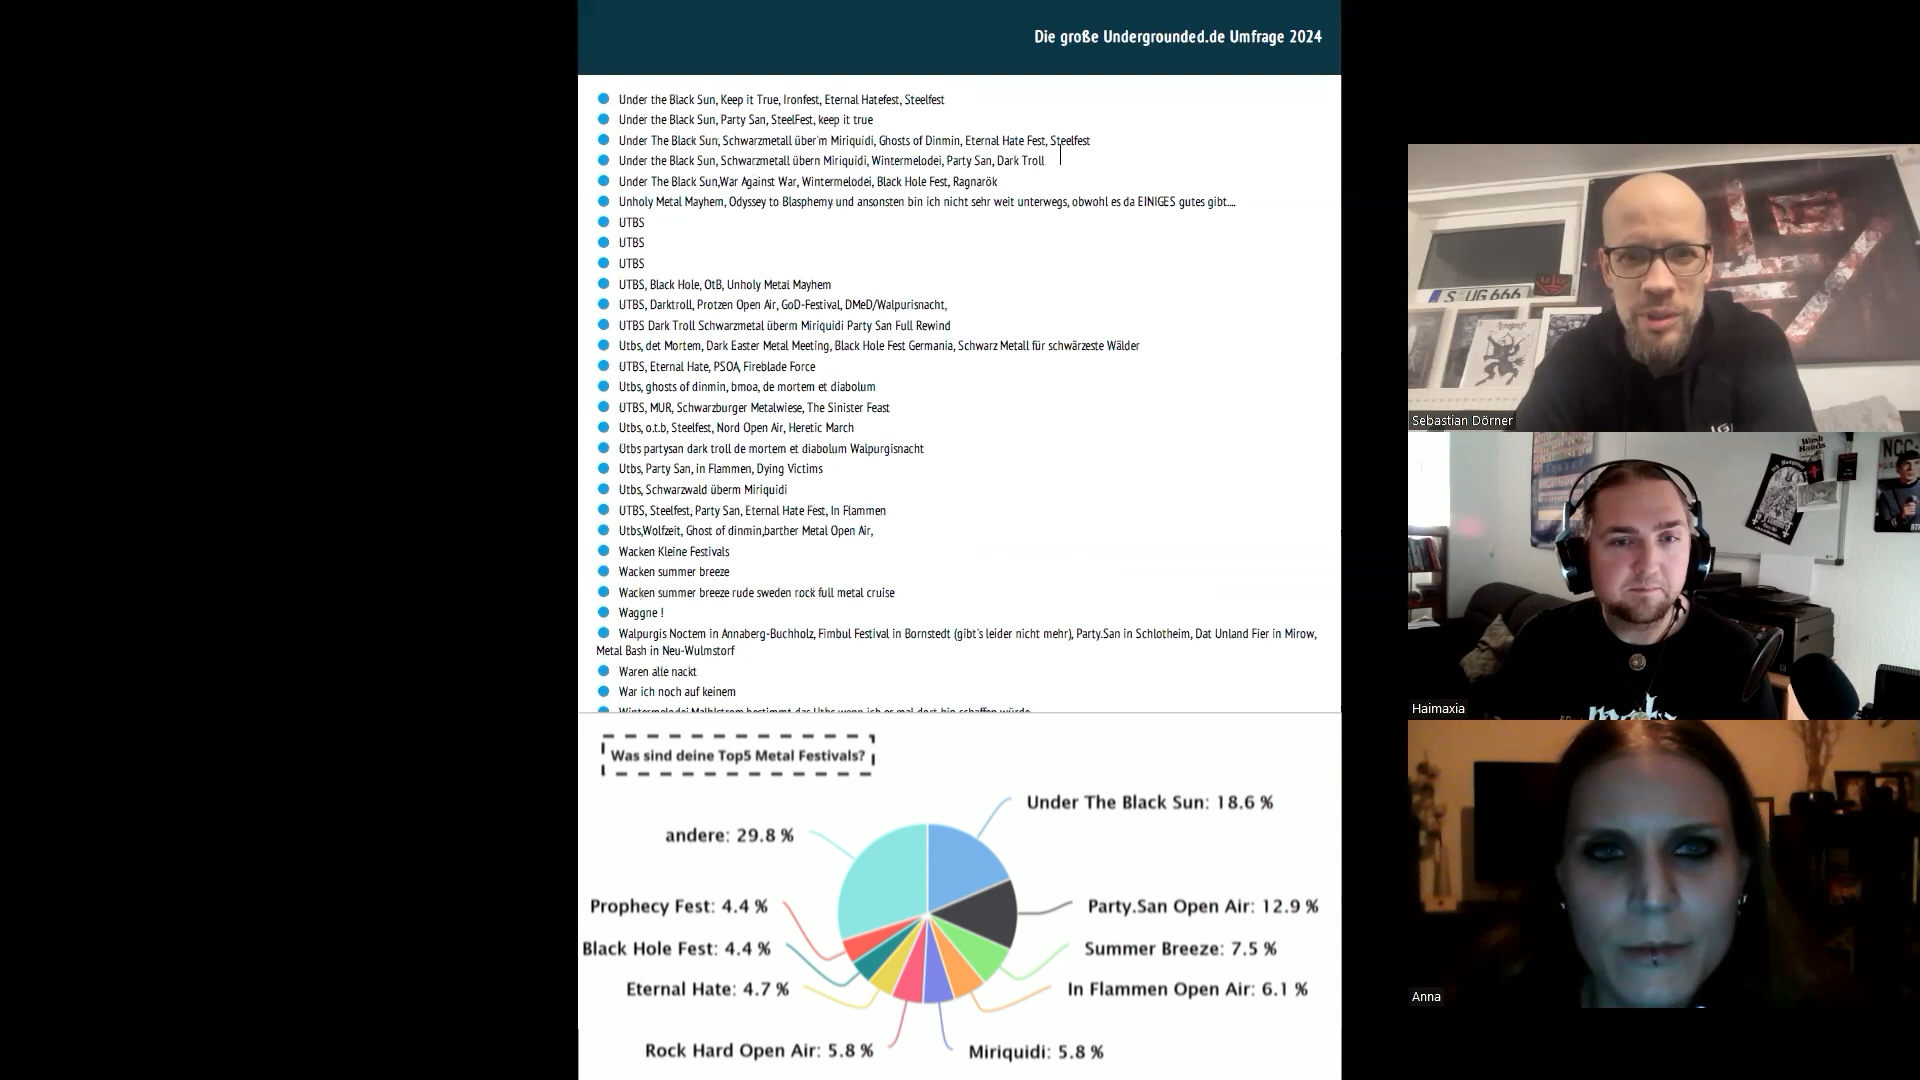 Die große Undergrounded.de Umfrage 2024
Under the Black Sun, Keep it True, Ironfest, Eternal Hatefest, Steelfest
Under the Black Sun, Party San, SteelFest, keep it true
Under The Black Sun, Schwarzmetall über'm Miriquidi, Ghosts of Dinmin, Eternal Hate Fest, Steelfest
Under the Black Sun, Schwarzmetall übern Miriquidi, Wintermelodei, Party San, Dark Troll
Under The Black Sun,War Against War, Wintermelodei, Black Hole Fest, Ragnarök
Unholy Metal Mayhem, Odyssey to Blasphemy und ansonsten bin ich nicht sehr weit unterwegs, obwohl es da EINIGES gutes gibt....
UTBS
UTBS
UTBS
UTBS, Black Hole, OtB, Unholy Metal Mayhem
UTBS, Darktroll, Protzen Open Air, GoD-Festival, DMeD/Walpurisnacht,
UTBS Dark Troll Schwarzmetal überm Miriquidi Party San Full Rewind
Utbs, det Mortem, Dark Easter Metal Meeting, Black Hole Fest Germania, Schwarz Metall für schwärzeste Wälder
UTBS, Eternal Hate, PSOA, Fireblade Force
Utbs, ghosts of dinmin, bmoa, de mortem et diabolum
UTBS, MUR, Schwarzburger Metalwiese, The Sinister Feast
Utbs, o.t.b, Steelfest, Nord Open Air, Heretic March
Utbs partysan dark troll de mortem et diabolum Walpurgisnacht
Utbs, Party San, in Flammen, Dying Victims
Utbs, Schwarzwald überm Miriquidi
UTBS, Steelfest, Party San, Eternal Hate Fest, In Flammen
Utbs,Wolfzeit, Ghost of dinmin,barther Metal Open Air,
Wacken Kleine Festivals
Wacken summer breeze
Wacken summer breeze rude sweden rock full metal cruise
Waggne !
Walpurgis Noctem in Annaberg-Buchholz, Fimbul Festival in Bornstedt (gibt's leider nicht mehr), Party.San in Schlotheim, Dat Unland Fier in Mirow,
Metal Bash in Neu-Wulmstorf
Waren alle nackt
War ich noch auf keinem
Was sind deine Top5 Metal Festivals?
Under The Black Sun: 18.6 %
andere: 29.8 %
Prophecy Fest: 4.4 %
Party.San Open Air: 12.9 %
Black Hole Fest: 4.4 %
Summer Breeze: 7.5 %
Eternal Hate: 4.7 %
In Flammen Open Air: 6.1 %
Rock Hard Open Air: 5.8 %
Miriquidi: 5.8 %
S UG 666
Sebastian Dörner
Wash
Hands
NCC-
Haimaxia
Anna